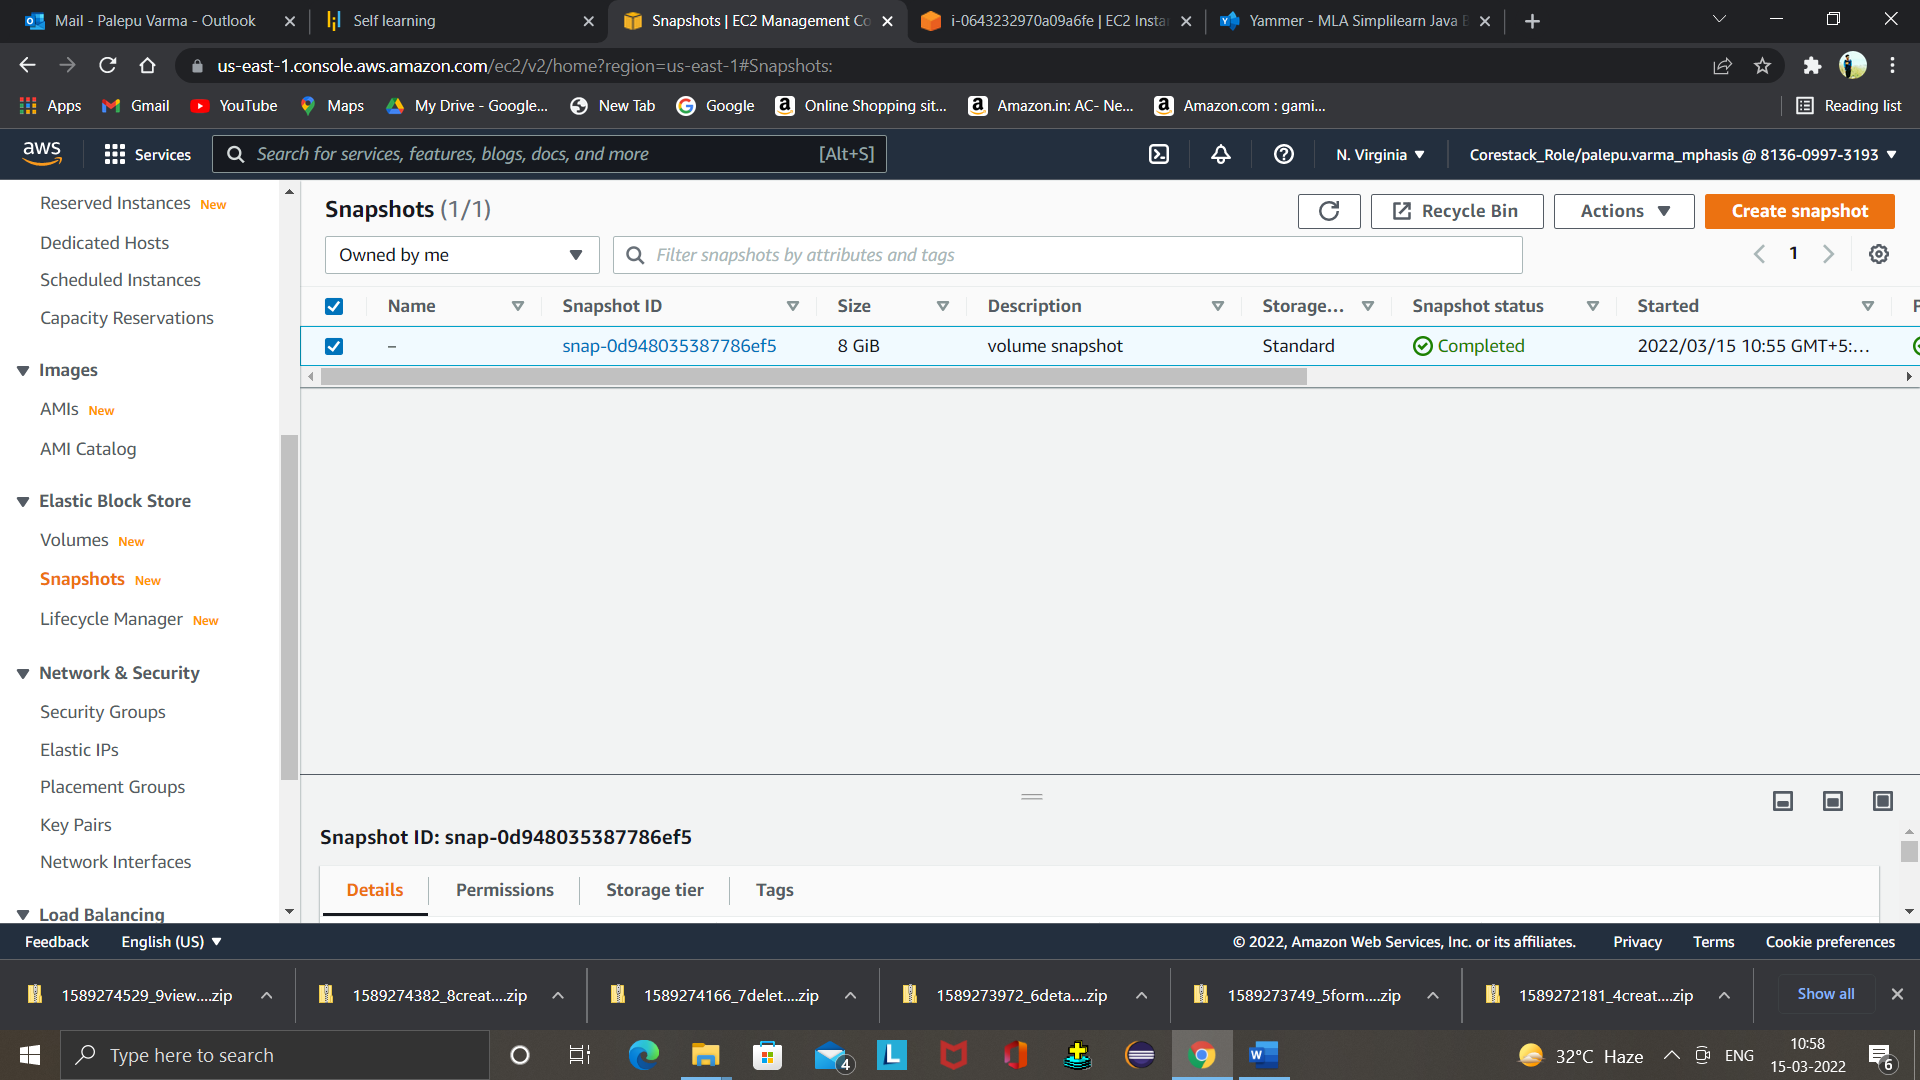 Mail - Palepu Varma - Outlook
Self learning
Snapshots | EC2 Management Co
i-0643232970a09a6fe | EC2 Instan
Yammer - MLA Simplilearn Java B
us-east-1.console.aws.amazon.com/ec2/v2/home?region=us-east-1#Snapshots:
Apps
Gmail
YouTube
Maps
My Drive - Google...
New Tab
Google
Online Shopping sit...
Amazon.in: AC- Ne...
Amazon.com : gami...
Reading list
aws
Services
Search for services, features, blogs, docs, and more
[Alt+S]
N. Virginia
Corestack_Role/palepu.varma_mphasis @ 8136-0997-3193
Reserved Instances New
Dedicated Hosts
Scheduled Instances
Capacity Reservations
Images
AMIs New
AMI Catalog
Elastic Block Store
Volumes New
Snapshots New
Lifecycle Manager New
Network & Security
Security Groups
Elastic IPs
Placement Groups
Key Pairs
Network Interfaces
Load Balancing
Snapshots (1/1)
Recycle Bin
Actions
Create snapshot
Owned by me
Filter snapshots by attributes and tags
1
Name
Snapshot ID
Size
Description
Storage...
Snapshot status
Started
–
snap-0d948035387786ef5
8 GiB
volume snapshot
Standard
Completed
2022/03/15 10:55 GMT+5:...
Snapshot ID: snap-0d948035387786ef5
Details
Permissions
Storage tier
Tags
Feedback
English (US)
© 2022, Amazon Web Services, Inc. or its affiliates.
Privacy
Terms
Cookie preferences
1589274529_9view....zip
1589274382_8creat....zip
1589274166_7delet....zip
1589273972_6deta....zip
1589273749_5form....zip
1589272181_4creat....zip
Show all
Type here to search
4
L
32°C Haze
ENG
10:58
15-03-2022
6